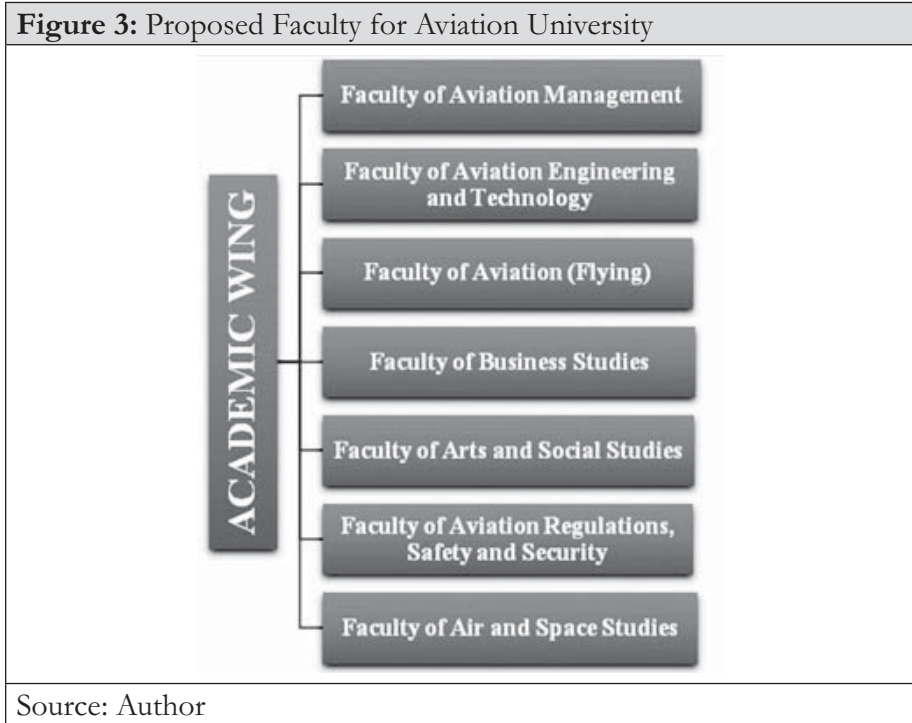 Figure 3: Proposed Faculty for Aviation University
ACADEMIC WING
Faculty of Aviation Management
Faculty of Aviation Engineering
and Technology
Faculty of Aviation (Flying)
Faculty of Business Studies
Faculty of Arts and Social Studies
Faculty of Aviation Regulations,
Safety and Security
Faculty of Air and Space Studies
Source: Author